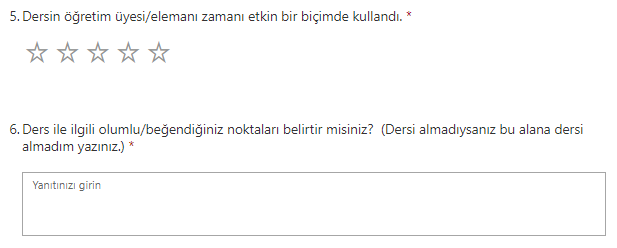 5. Dersin öğretim üyesi/elemanı zamanı etkin bir biçimde kullandı. *
6. Ders ile ilgili olumlu/beğendiğiniz noktaları belirtir misiniz?  (Dersi almadıysanız bu alana dersi
almadım yazınız.) *
Yanıtınızı girin